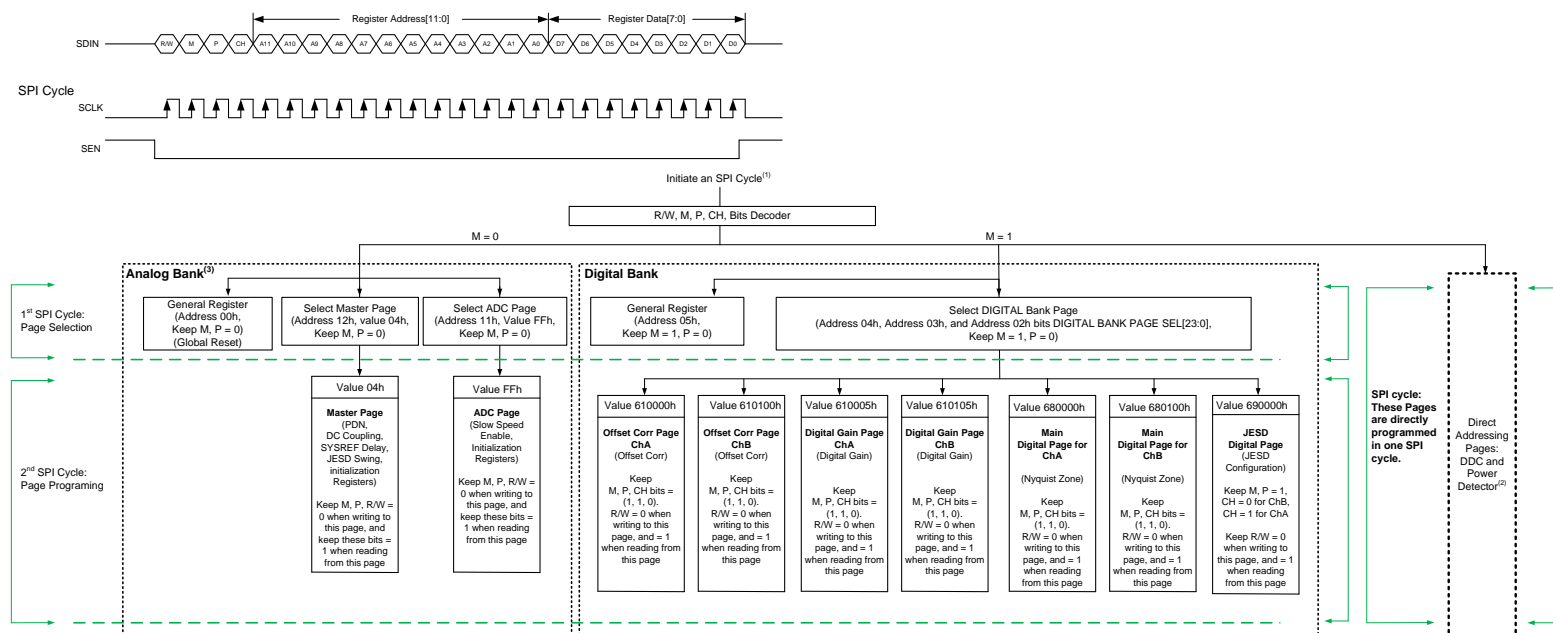 Register Address[11:0]
Register Data[7:0]
SDIN
R/W M P CH A11 A10 A9 A8 A7 A6 A5 A4 A3 A2 A1 A0 D7 D6 D5 D4 D3 D2 D1 D0
SPI Cycle
SCLK
SEN
Initiate an SPI Cycle(1)
R/W, M, P, CH, Bits Decoder
M = 0
M = 1
Analog Bank(3)
Digital Bank
1st SPI Cycle:
Page Selection
General Register
(Address 00h,
Keep M, P = 0)
(Global Reset)
Select Master Page
(Address 12h, value 04h,
Keep M, P = 0)
Select ADC Page
(Address 11h, Value FFh,
Keep M, P = 0)
General Register
(Address 05h,
Keep M = 1, P = 0)
Select DIGITAL Bank Page
(Address 04h, Address 03h, and Address 02h bits DIGITAL BANK PAGE SEL[23:0],
Keep M = 1, P = 0)
2nd SPI Cycle:
Page Programing
Value 04h
Master Page
(PDN,
DC Coupling,
SYSREF Delay,
JESD Swing,
initialization
Registers)
Keep M, P, R/W =
0 when writing to
this page, and
keep these bits =
1 when reading
from this page
Value FFh
ADC Page
(Slow Speed
Enable,
Initialization
Registers)
Keep M, P, R/W =
0 when writing to
this page, and
keep these bits =
1 when reading
from this page
Value 610000h
Offset Corr Page
ChA
(Offset Corr)
Keep
M, P, CH bits =
(1, 1, 0).
R/W = 0 when
writing to this
page, and = 1
when reading from
this page
Value 610100h
Offset Corr Page
ChB
(Offset Corr)
Keep
M, P, CH bits =
(1, 1, 0).
R/W = 0 when
writing to this
page, and = 1
when reading from
this page
Value 610005h
Digital Gain Page
ChA
(Digital Gain)
Keep
M, P, CH bits =
(1, 1, 0).
R/W = 0 when
writing to this
page, and = 1
when reading from
this page
Value 610105h
Digital Gain Page
ChB
(Digital Gain)
Keep
M, P, CH bits =
(1, 1, 0).
R/W = 0 when
writing to this
page, and = 1
when reading from
this page
Value 680000h
Main
Digital Page for
ChA
(Nyquist Zone)
Keep
M, P, CH bits =
(1, 1, 0).
R/W = 0 when
writing to this
page, and = 1
when reading
from this page
Value 680100h
Main
Digital Page for
ChB
(Nyquist Zone)
Keep
M, P, CH bits =
(1, 1, 0).
R/W = 0 when
writing to this
page, and = 1
when reading from
this page
Value 690000h
JESD
Digital Page
(JESD
Configuration)
Keep M, P = 1,
CH = 0 for ChB,
CH = 1 for ChA
Keep R/W = 0
when writing to
this page, and = 1
when reading
from this page
SPI cycle:
These Pages
are directly
programmed
in one SPI
cycle.
Direct
Addressing
Pages:
DDC and
Power
Detector(2)